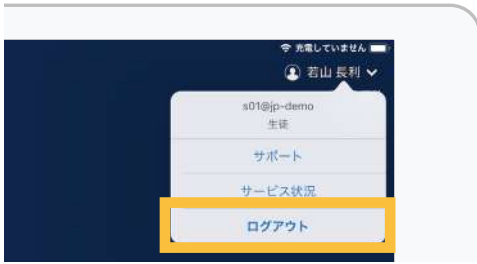 充電していません
若山 長利
s01@jp-demo
生徒
サポート
サービス状況
ログアウト